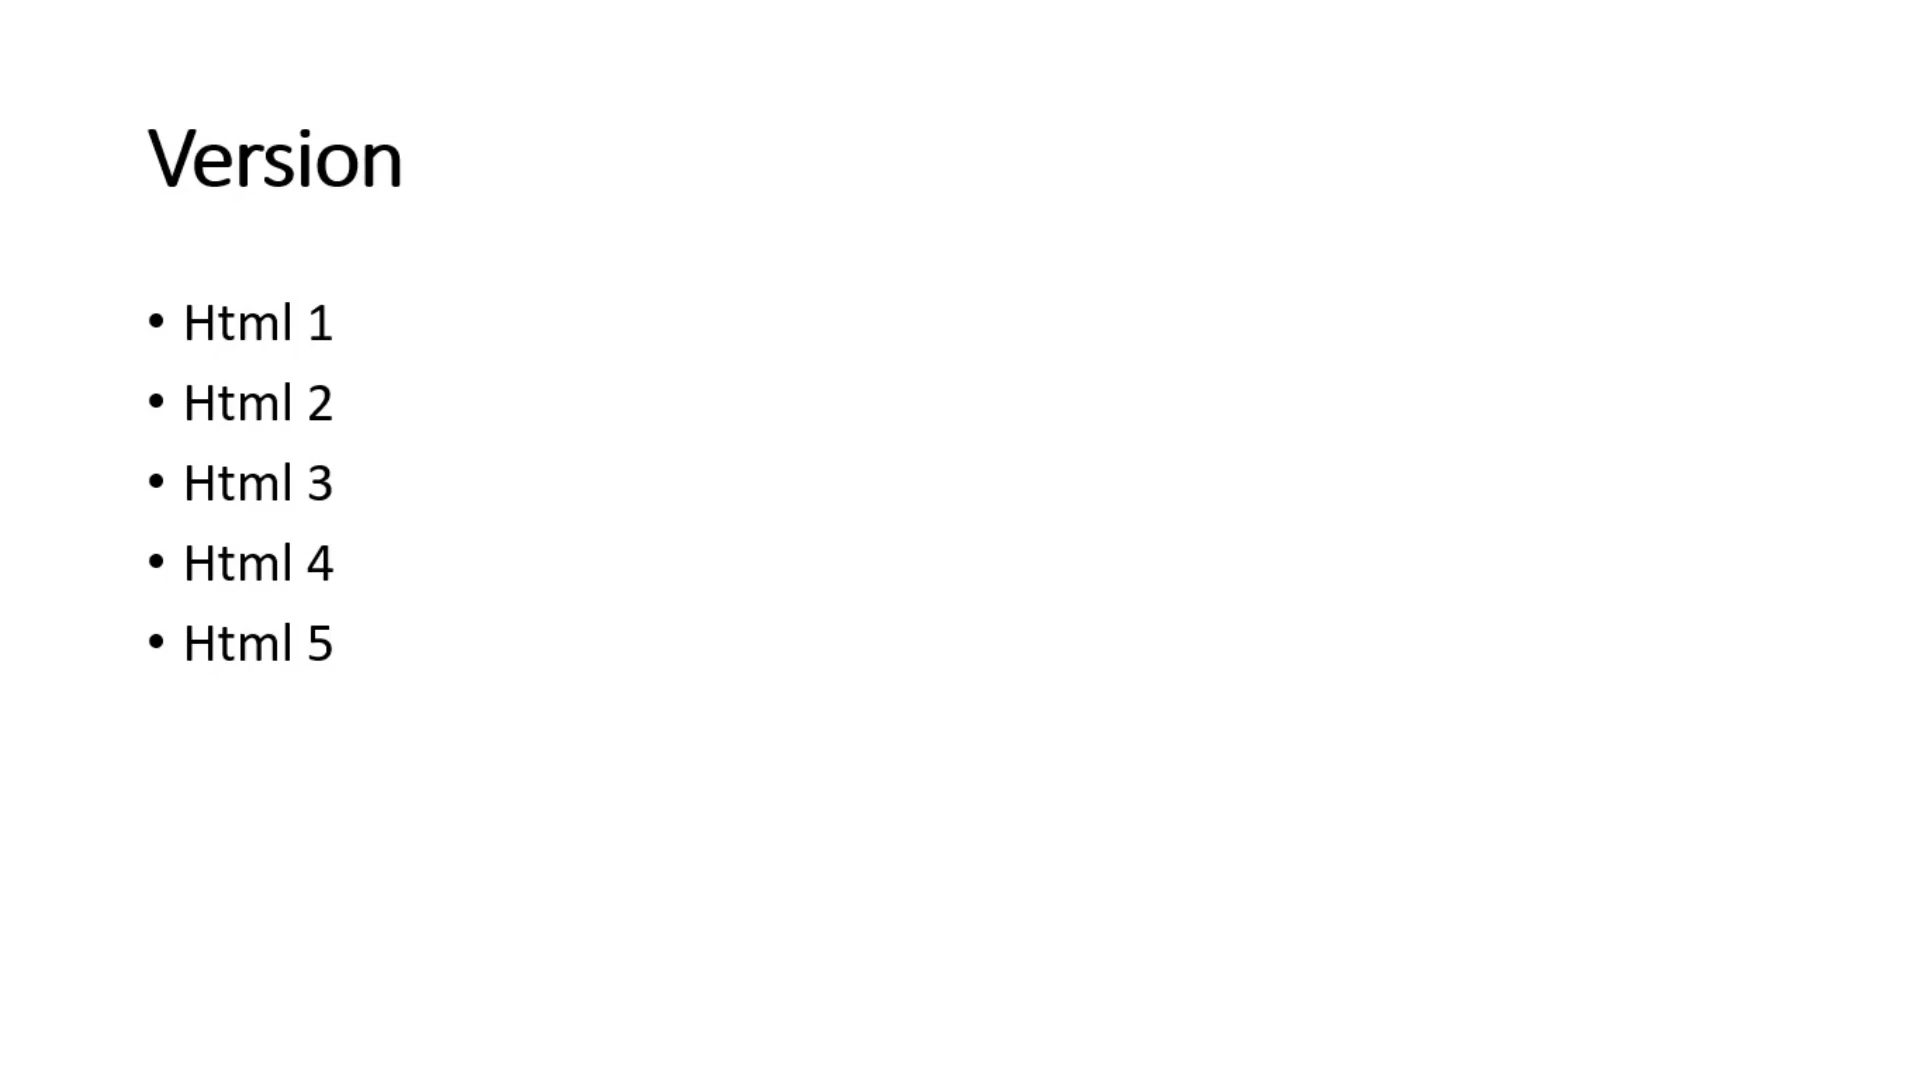 Version
• Html 1
• Html 2
• Html 3
• Html 4
• Html 5